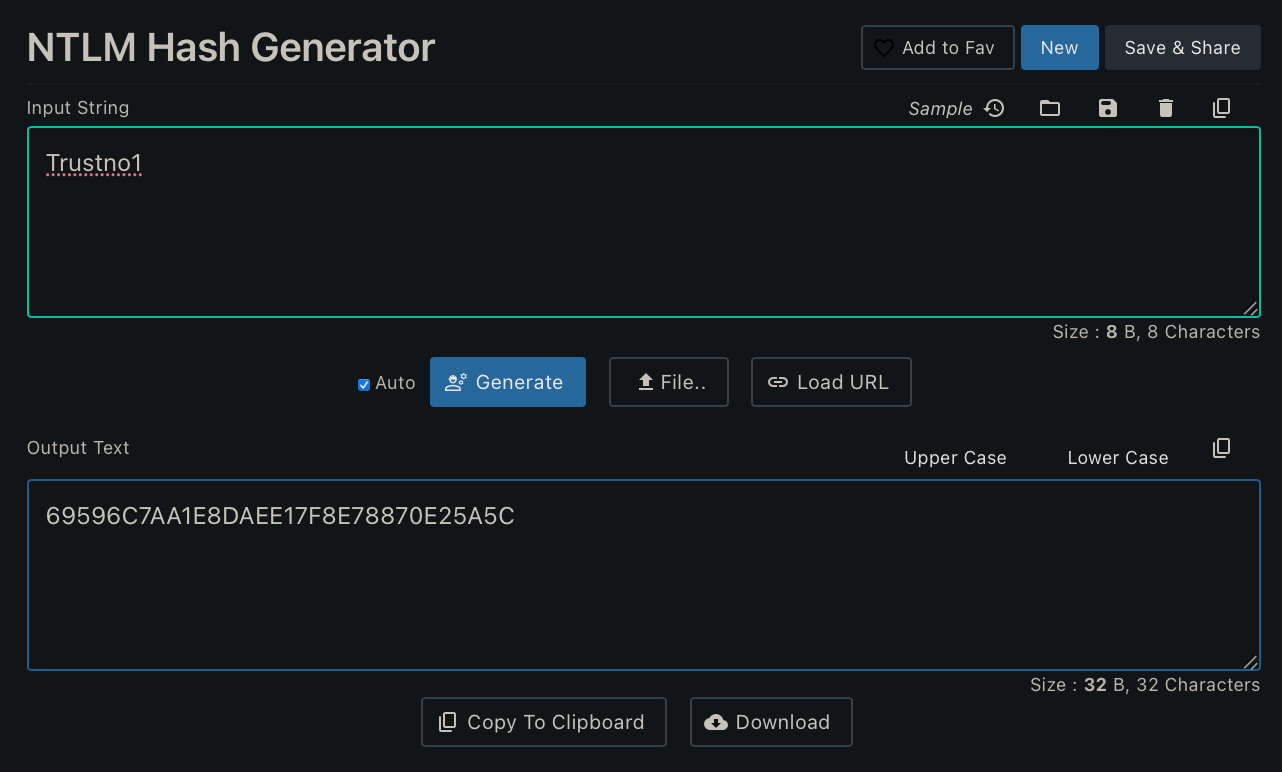 NTLM Hash Generator
Add to Fav
New
Save & Share
Input String
Sample
Trustno1
Size : 8 B, 8 Characters
Auto
Generate
File..
Load URL
Output Text
Upper Case
Lower Case
69596C7AA1E8DAEE17F8E78870E25A5C
Size : 32 B, 32 Characters
Copy To Clipboard
Download